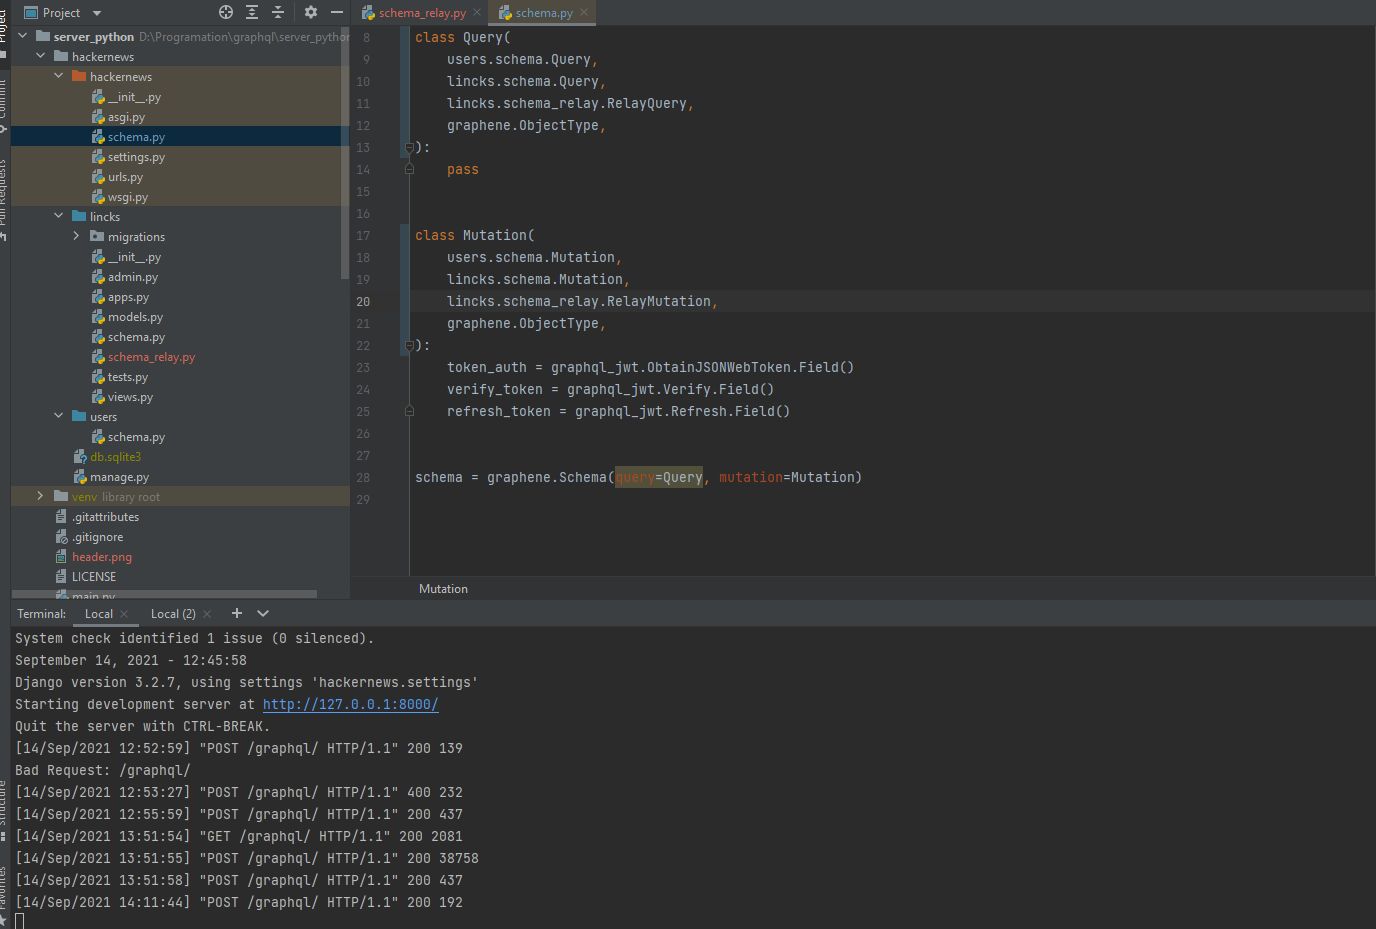 Project
schema_relay.py
schema.py
Project
Commit
Pull Requests
server_python D:\Programation\graphql\server_python
hackernews
hackernews
__init__.py
asgi.py
schema.py
settings.py
urls.py
wsgi.py
lincks
migrations
__init__.py
admin.py
apps.py
models.py
schema.py
schema_relay.py
tests.py
views.py
users
schema.py
db.sqlite3
manage.py
venv library root
.gitattributes
.gitignore
header.png
LICENSE
main.py
8 class Query(
9 users.schema.Query,
10 lincks.schema.Query,
11 lincks.schema_relay.RelayQuery,
12 graphene.ObjectType,
13 ):
14 pass
15
16
17 class Mutation(
18 users.schema.Mutation,
19 lincks.schema.Mutation,
20 lincks.schema_relay.RelayMutation,
21 graphene.ObjectType,
22 ):
23 token_auth = graphql_jwt.ObtainJSONWebToken.Field()
24 verify_token = graphql_jwt.Verify.Field()
25 refresh_token = graphql_jwt.Refresh.Field()
26
27
28 schema = graphene.Schema(query=Query, mutation=Mutation)
29
Mutation
Terminal: Local Local (2)
System check identified 1 issue (0 silenced).
September 14, 2021 - 12:45:58
Django version 3.2.7, using settings 'hackernews.settings'
Starting development server at http://127.0.0.1:8000/
Quit the server with CTRL-BREAK.
[14/Sep/2021 12:52:59] "POST /graphql/ HTTP/1.1" 200 139
Bad Request: /graphql/
[14/Sep/2021 12:53:27] "POST /graphql/ HTTP/1.1" 400 232
[14/Sep/2021 12:55:59] "POST /graphql/ HTTP/1.1" 200 437
[14/Sep/2021 13:51:54] "GET /graphql/ HTTP/1.1" 200 2081
[14/Sep/2021 13:51:55] "POST /graphql/ HTTP/1.1" 200 38758
[14/Sep/2021 13:51:58] "POST /graphql/ HTTP/1.1" 200 437
[14/Sep/2021 14:11:44] "POST /graphql/ HTTP/1.1" 200 192
Structure
Favorites